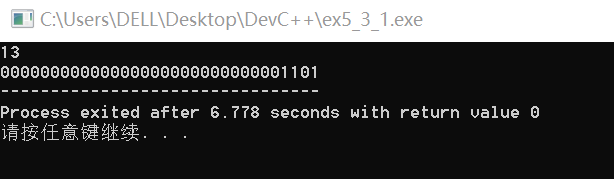 C:\Users\DELL\Desktop\DevC++\ex5_3_1.exe
13
00000000000000000000000000001101
--------------------------------
Process exited after 6.778 seconds with return value 0
请按任意键继续. . .